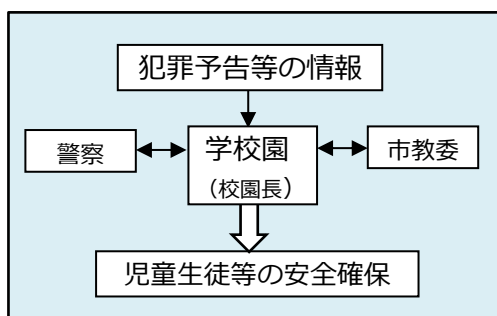 犯罪予告等の情報
警察
学校園
（校園長）
市教委
児童生徒等の安全確保